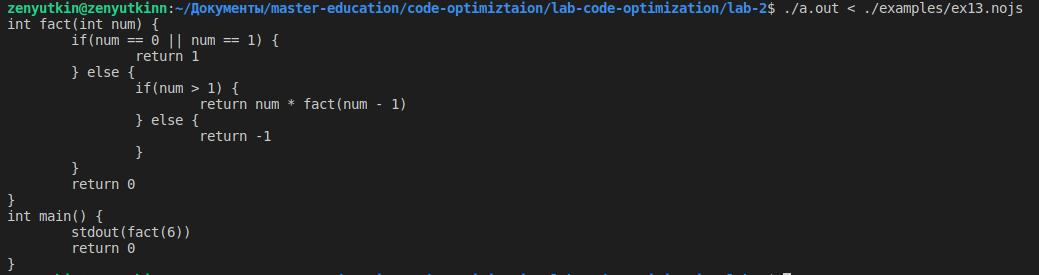 zenyutkin@zenyutkinn:~/Документы/master-education/code-optimiztaion/lab-code-optimization/lab-2$ ./a.out < ./examples/ex13.nojs
int fact(int num) {
        if(num == 0 || num == 1) {
                return 1
        } else {
                if(num > 1) {
                        return num * fact(num - 1)
                } else {
                        return -1
                }
        }
        return 0
}
int main() {
        stdout(fact(6))
        return 0
}